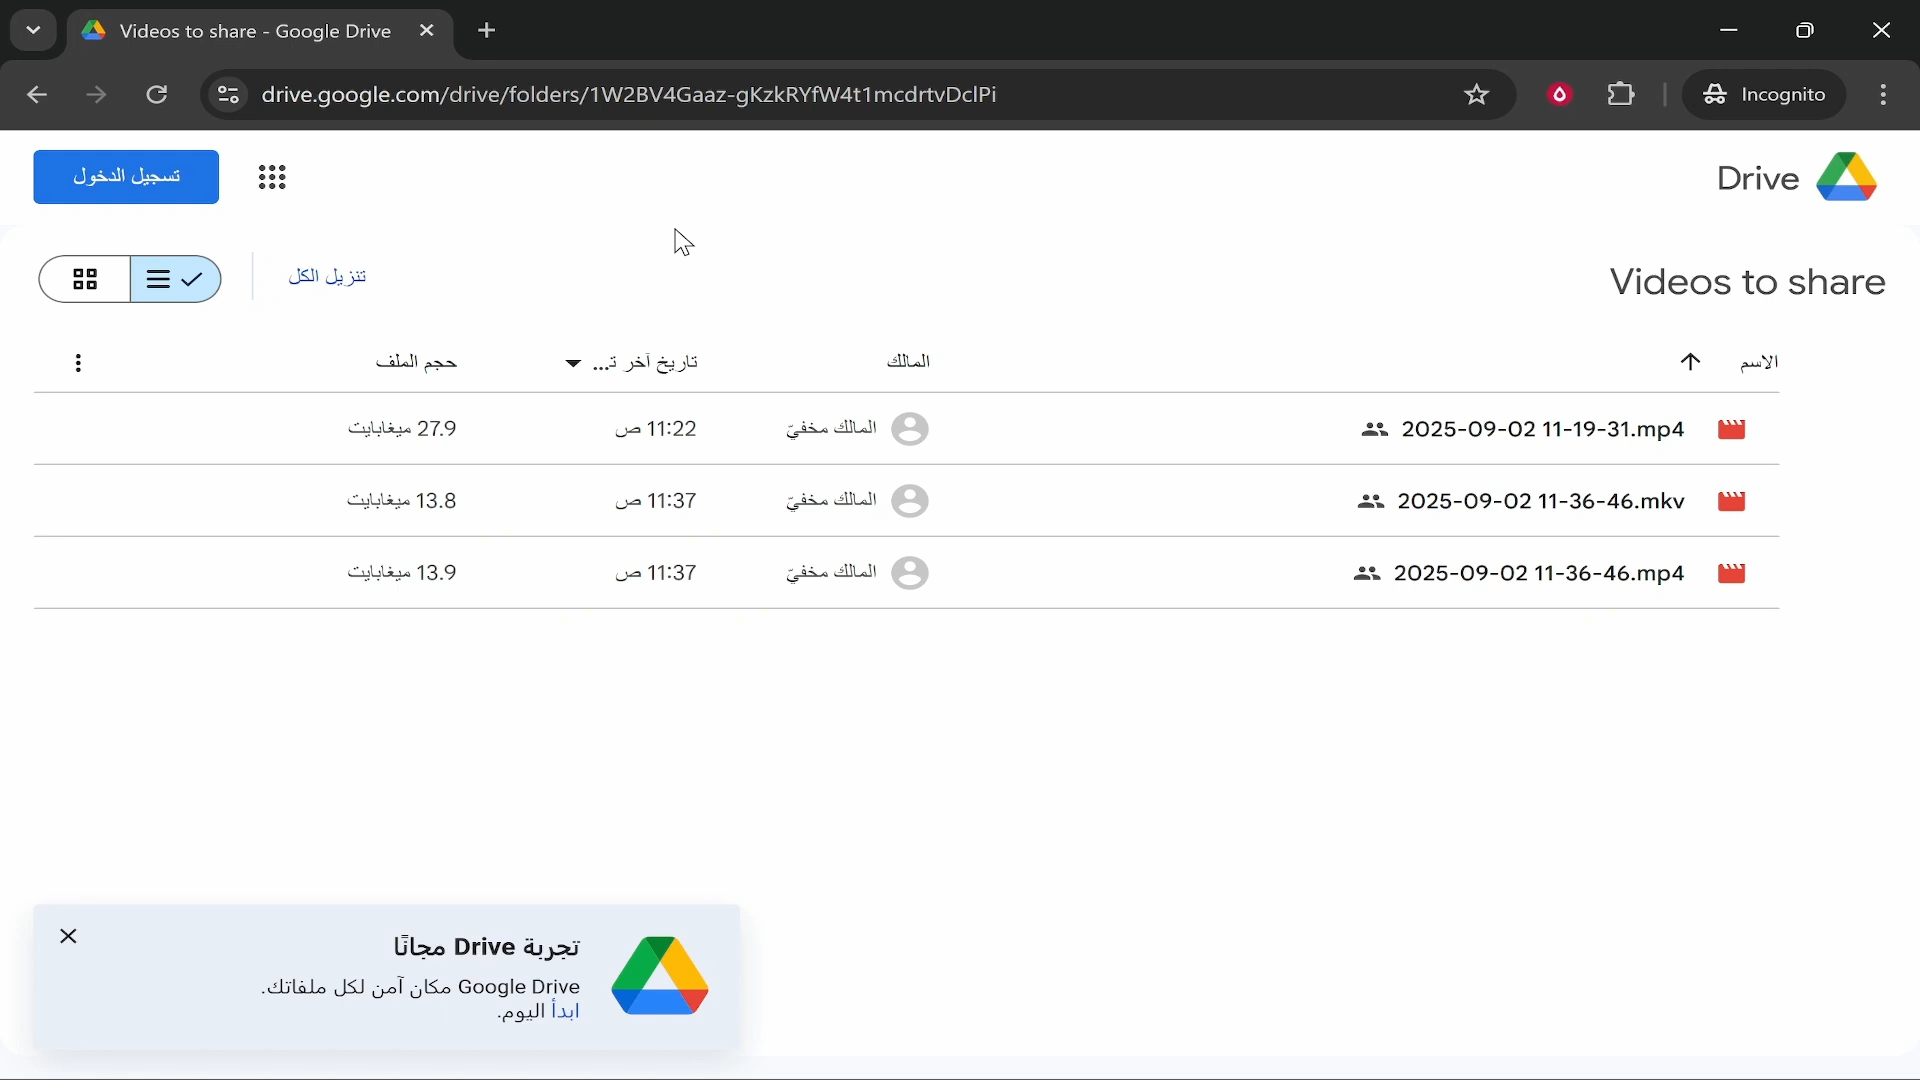 Videos to share - Google Drive
drive.google.com/drive/folders/1W2BV4Gaaz-gKzkRYfW4t1mcdrtvDclPi
Incognito
Drive
تسجيل الدخول
Videos to share
تنزيل الكل
الاسم
المالك
تاريخ آخر ت...
حجم الملف
2025-09-02 11-19-31.mp4
المالك مخفيّ
11:22 ص
27.9 ميغابايت
2025-09-02 11-36-46.mkv
المالك مخفيّ
11:37 ص
13.8 ميغابايت
2025-09-02 11-36-46.mp4
المالك مخفيّ
11:37 ص
13.9 ميغابايت
تجربة Drive مجانًا
Google Drive مكان آمن لكل ملفاتك.
ابدأ اليوم.